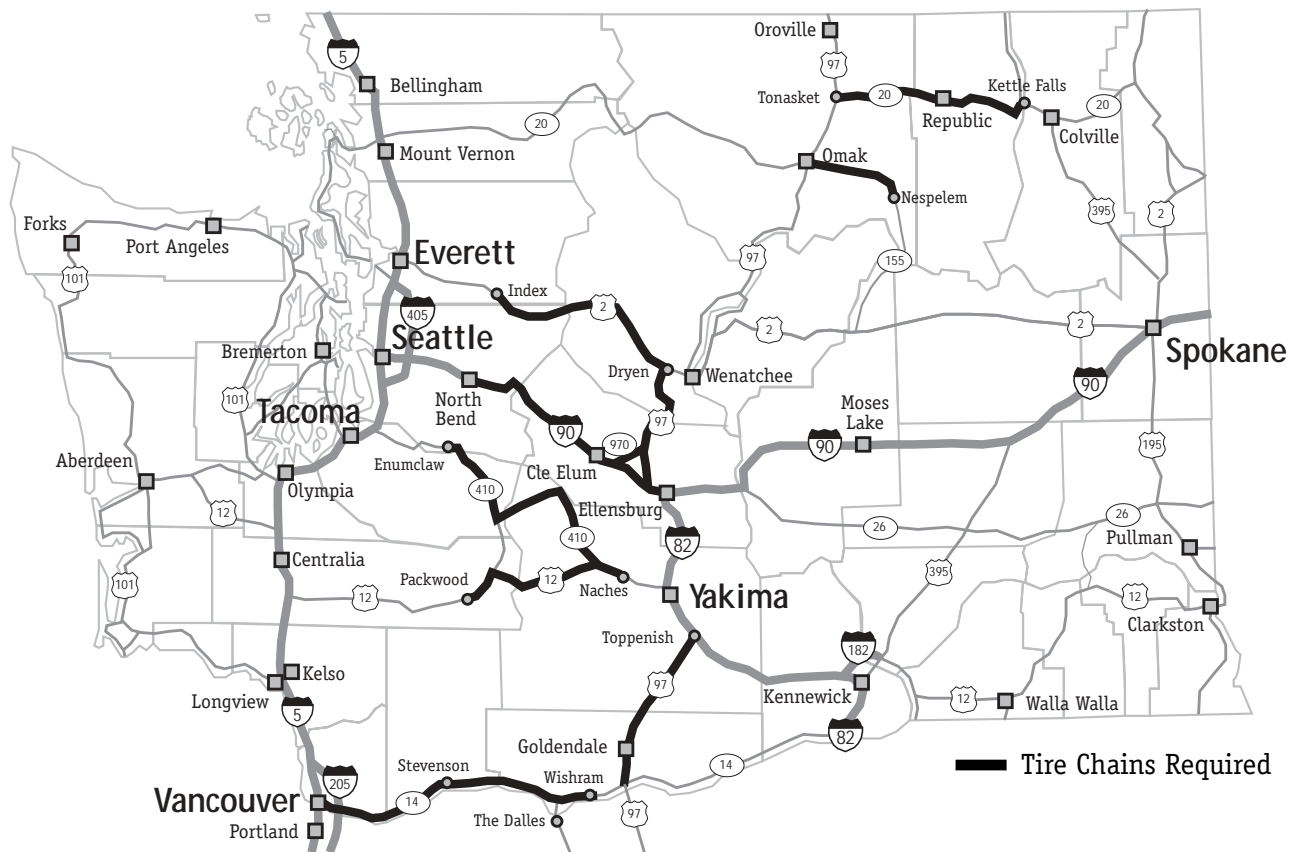 Oroville
5
97
Bellingham
Tonasket
20
Kettle Falls
20
Republic
Colville
20
Mount Vernon
Omak
Nespelem
395
2
Forks
Port Angeles
101
Everett
97
155
Index
405
2
2
2
Seattle
Bremerton
Spokane
Dryen
Wenatchee
90
101
North
Bend
Tacoma
97
Moses
Lake
90
970
90
195
Aberdeen
Enumclaw
Cle Elum
Olympia
410
Ellensburg
12
26
26
410
82
Pullman
Centralia
395
101
Packwood
12
12
Naches
Yakima
12
Clarkston
Toppenish
182
Kelso
97
Kennewick
12
Walla Walla
Longview
5
82
Goldendale
14
Tire Chains Required
Stevenson
Wishram
205
Vancouver
14
The Dalles
97
Portland